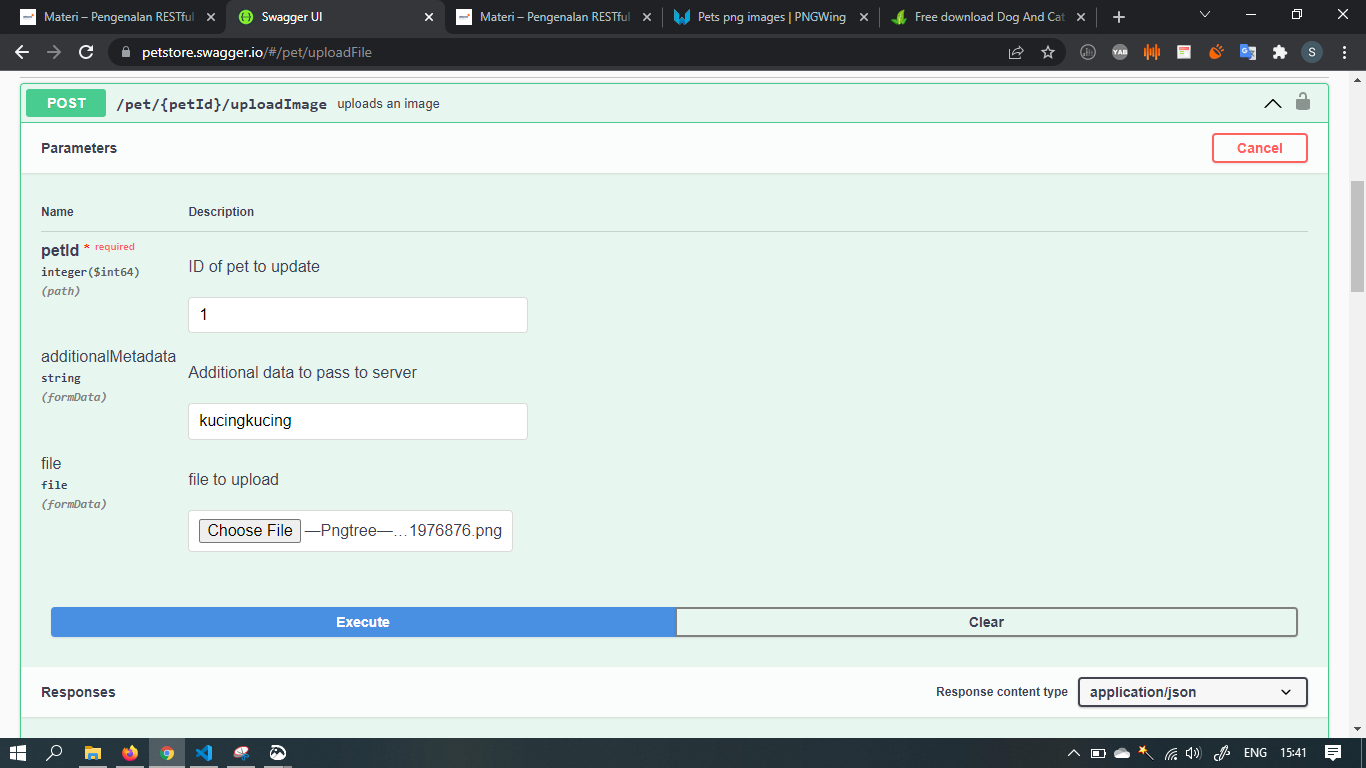 Materi – Pengenalan RESTful
Swagger UI
Materi – Pengenalan RESTful
Pets png images | PNGWing
Free download Dog And Cat
petstore.swagger.io/#/pet/uploadFile
YAB
S
POST /pet/{petId}/uploadImage uploads an image
Parameters
Cancel
Name Description
petId * required
integer($int64)
(path)
ID of pet to update
1
additionalMetadata
string
(formData)
Additional data to pass to server
kucingkucing
file
file
(formData)
file to upload
Choose File —Pngtree—…1976876.png
Execute
Clear
Responses
Response content type application/json
ENG 15:41